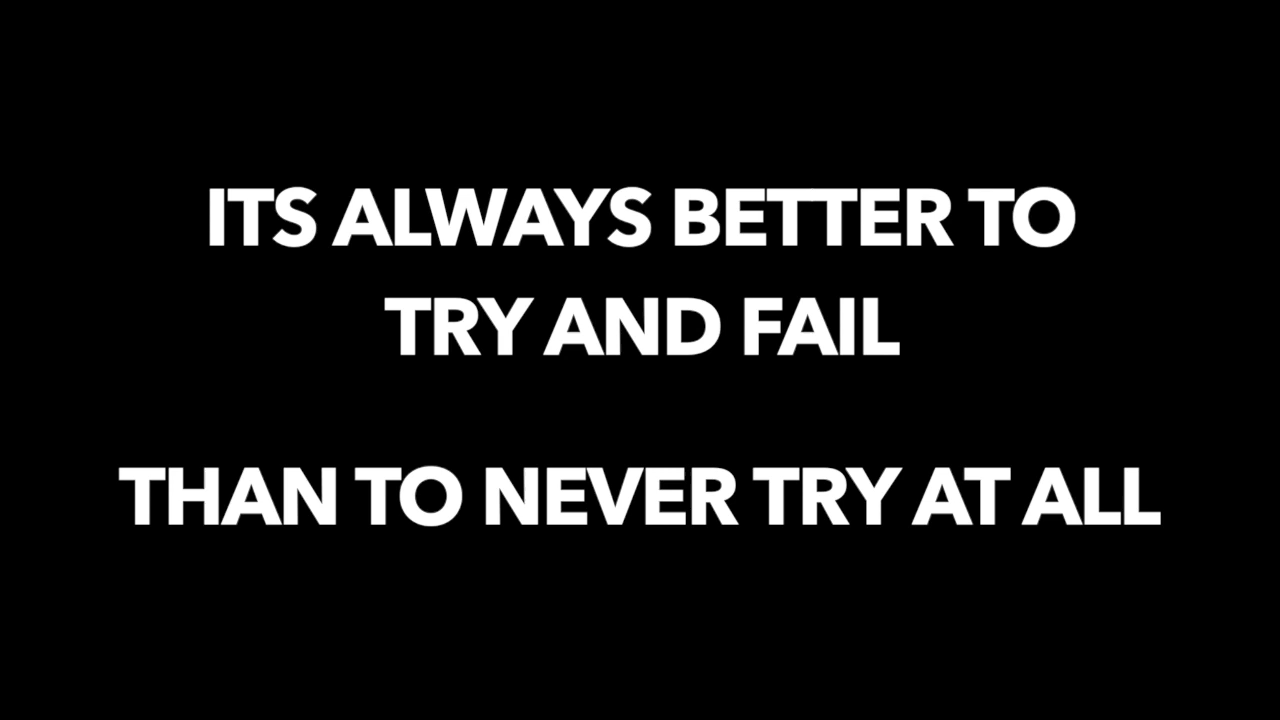 ITS ALWAYS BETTER TO
TRY AND FAIL
THAN TO NEVER TRY AT ALL